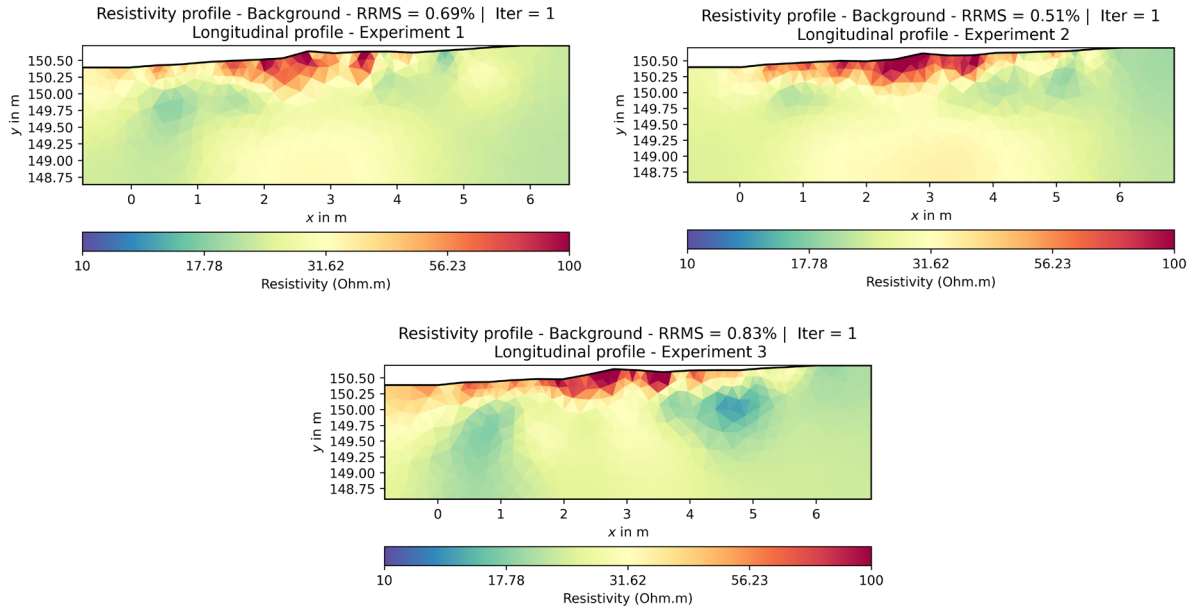 Resistivity profile - Background - RRMS = 0.69% | Iter = 1
Longitudinal profile - Experiment 1
y in m
150.50
150.25
150.00
149.75
149.50
149.25
149.00
148.75
0 1 2 3 4 5 6
x in m
10 17.78 31.62 56.23 100
Resistivity (Ohm.m)
Resistivity profile - Background - RRMS = 0.51% | Iter = 1
Longitudinal profile - Experiment 2
y in m
150.50
150.25
150.00
149.75
149.50
149.25
149.00
148.75
0 1 2 3 4 5 6
x in m
10 17.78 31.62 56.23 100
Resistivity (Ohm.m)
Resistivity profile - Background - RRMS = 0.83% | Iter = 1
Longitudinal profile - Experiment 3
y in m
150.50
150.25
150.00
149.75
149.50
149.25
149.00
148.75
0 1 2 3 4 5 6
x in m
10 17.78 31.62 56.23 100
Resistivity (Ohm.m)